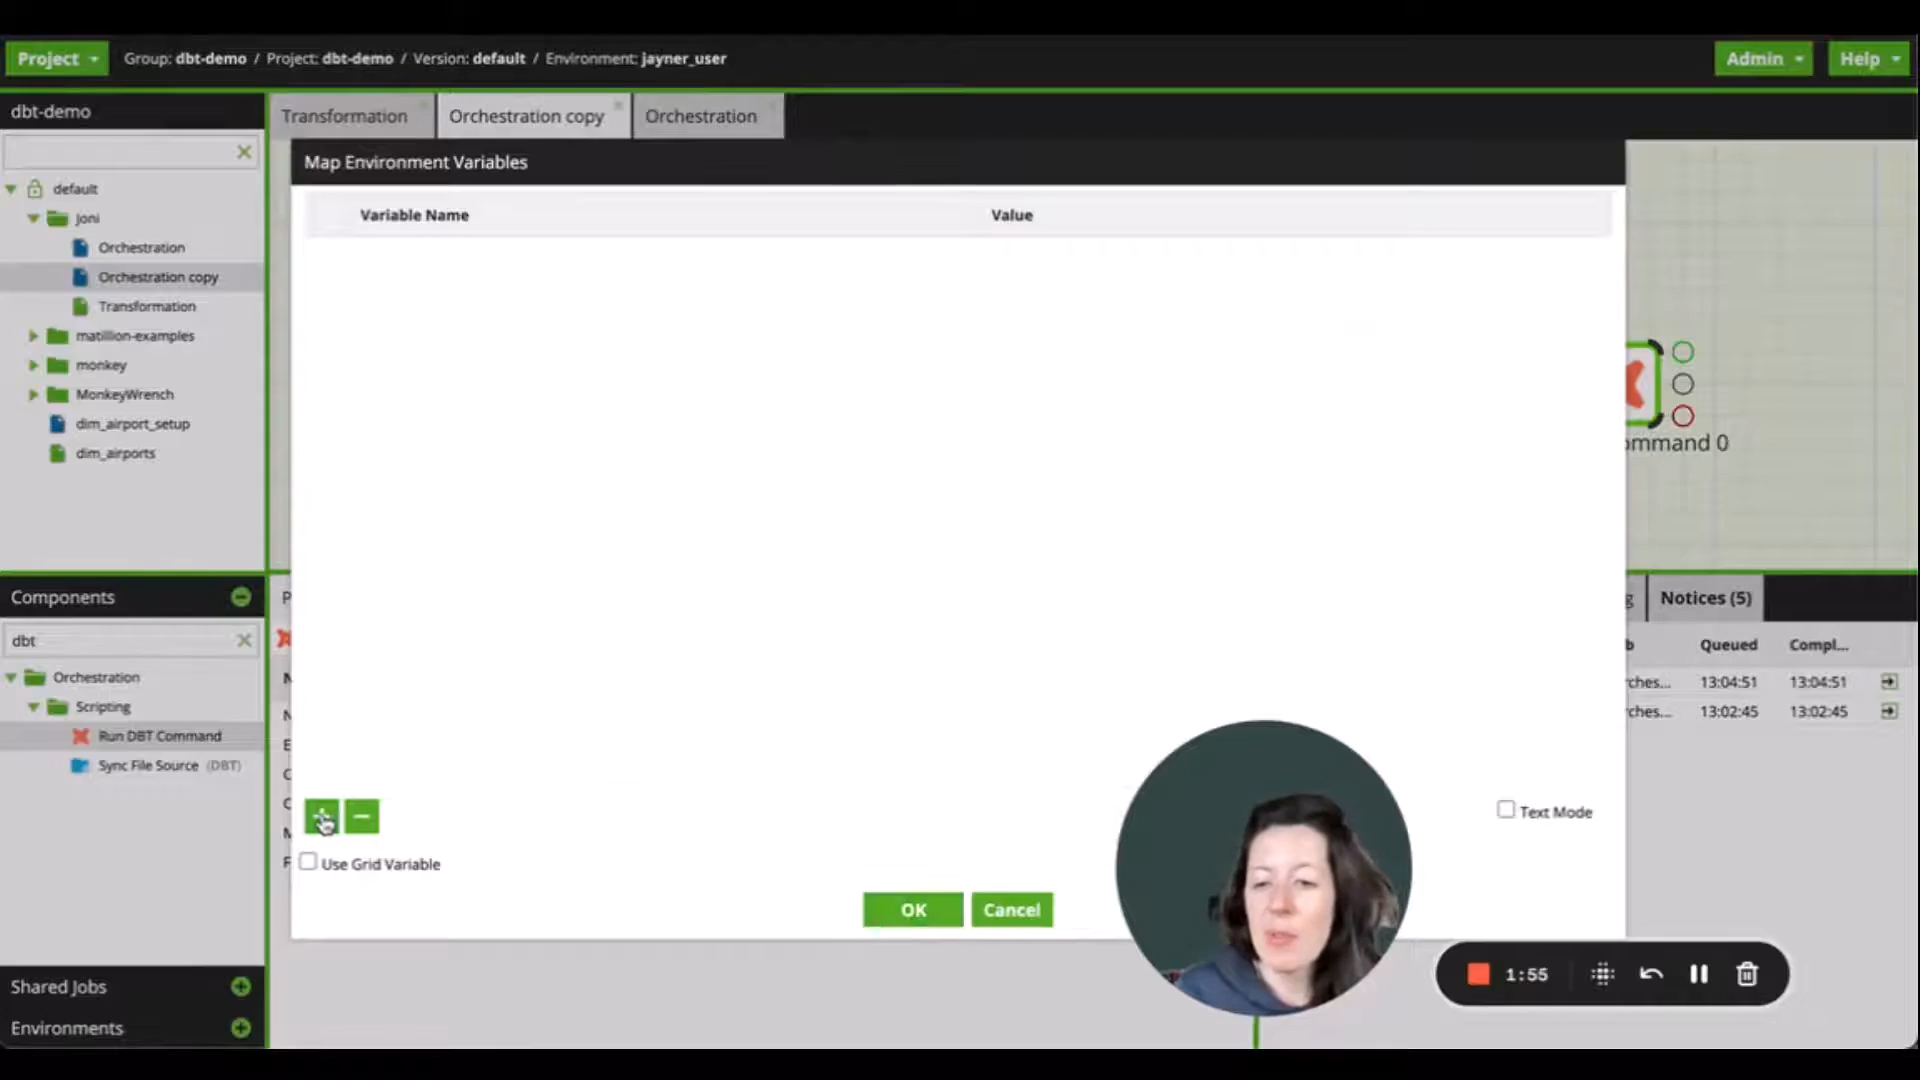 Project
Group: dbt-demo / Project: dbt-demo / Version: default / Environment: jayner_user
Admin
Help
dbt-demo
Transformation
Orchestration copy
Orchestration
default
Joni
Orchestration
Orchestration copy
Transformation
matillion-examples
monkey
MonkeyWrench
dim_airport_setup
dim_airports
Map Environment Variables
Variable Name
Value
Text Mode
Use Grid Variable
OK
Cancel
ommand 0
Components
dbt
Orchestration
Scripting
Run DBT Command
Sync File Source (DBT)
Shared Jobs
Environments
g
Notices (5)
b
Queued
Compl...
rches...
13:04:51
13:04:51
rches...
13:02:45
13:02:45
1:55